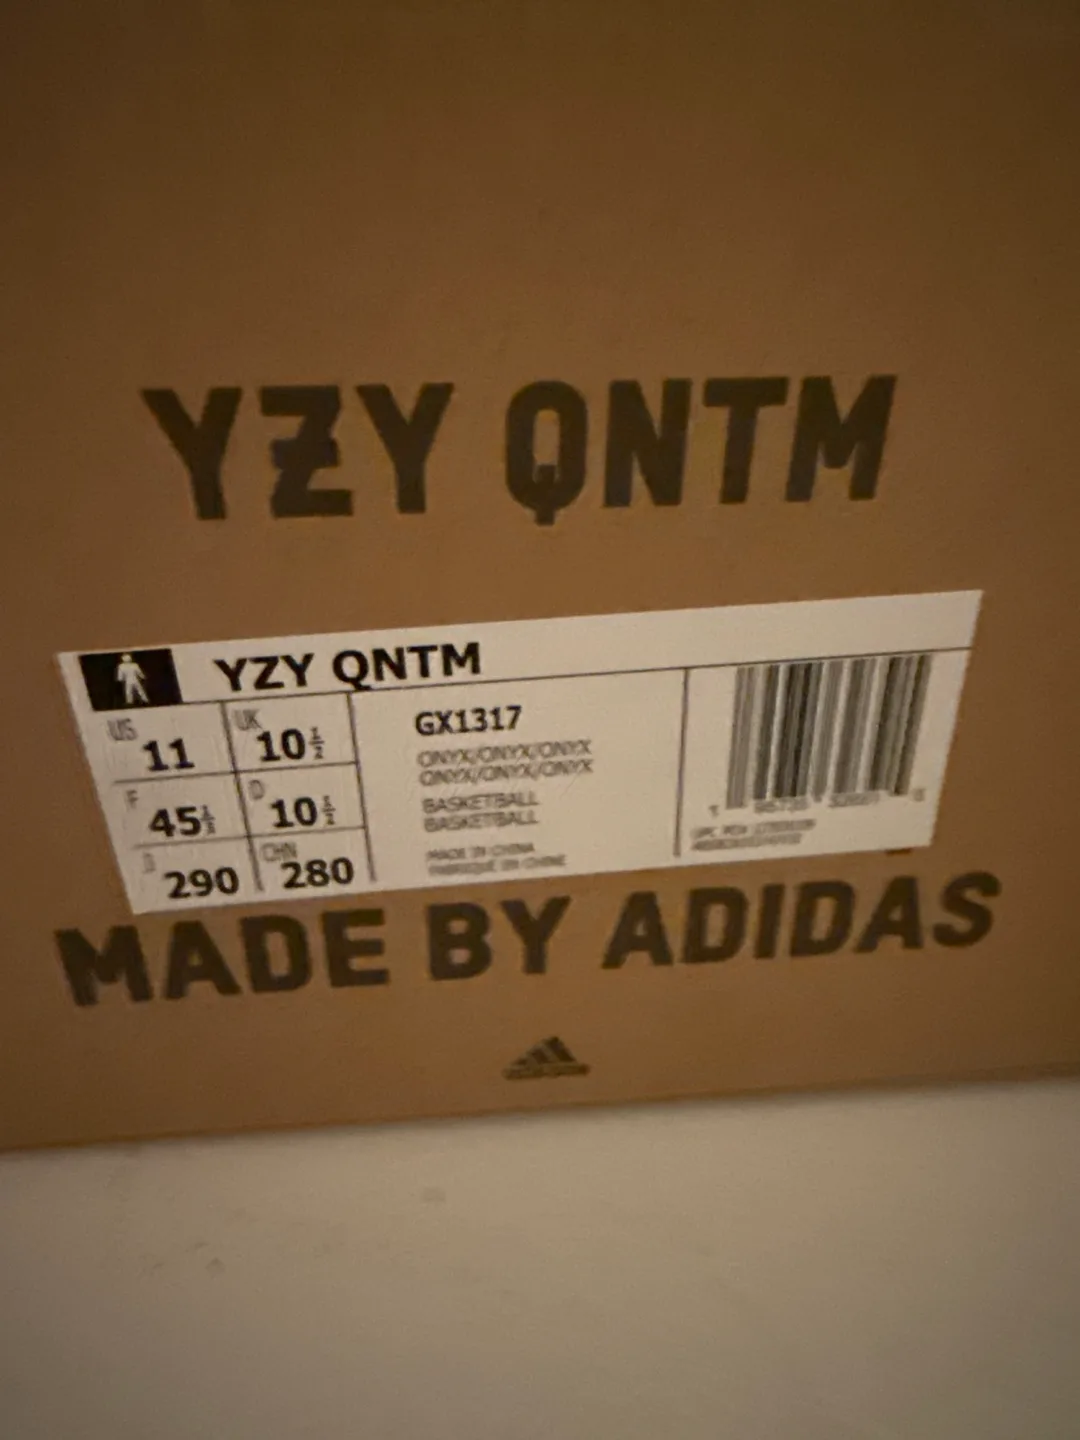 YZY QNTM
YZY QNTM
US 11 UK 10½
F 45⅓ D 10½
J 290 CHN 280
GX1317
ONYX/ONYX/ONYX
ONYX/ONYX/ONYX
BASKETBALL
BASKETBALL
MADE IN CHINA
FABRIQUÉ EN CHINE
MADE BY ADIDAS